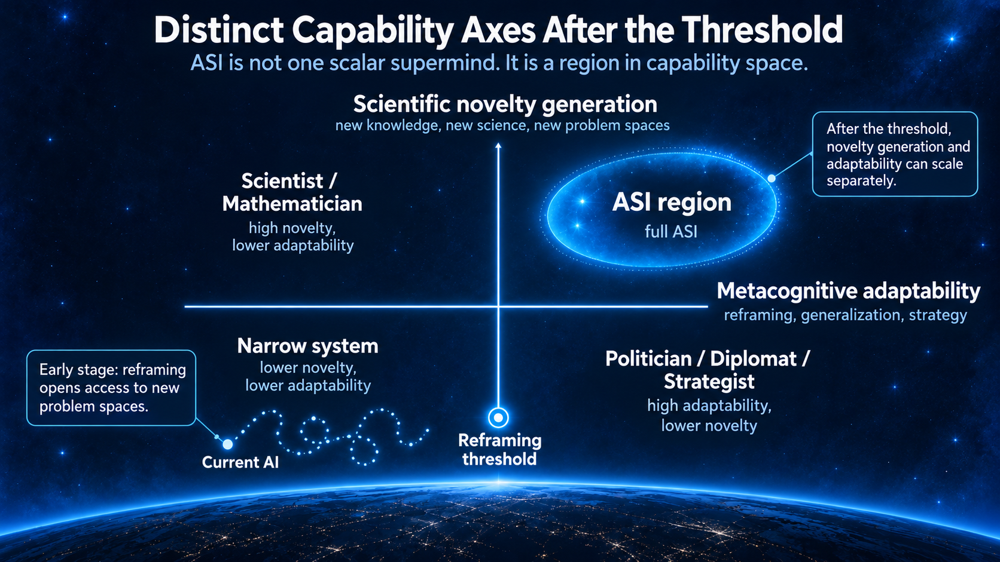 Distinct Capability Axes After the Threshold
ASI is not one scalar supermind. It is a region in capability space.
Scientific novelty generation
new knowledge, new science, new problem spaces
After the threshold,
novelty generation and
adaptability can scale
separately.
Scientist /
Mathematician
high novelty,
lower adaptability
ASI region
full ASI
Metacognitive adaptability
reframing, generalization, strategy
Narrow system
lower novelty,
lower adaptability
Politician / Diplomat /
Strategist
high adaptability,
lower novelty
Early stage: reframing
opens access to new
problem spaces.
Current AI
Reframing
threshold